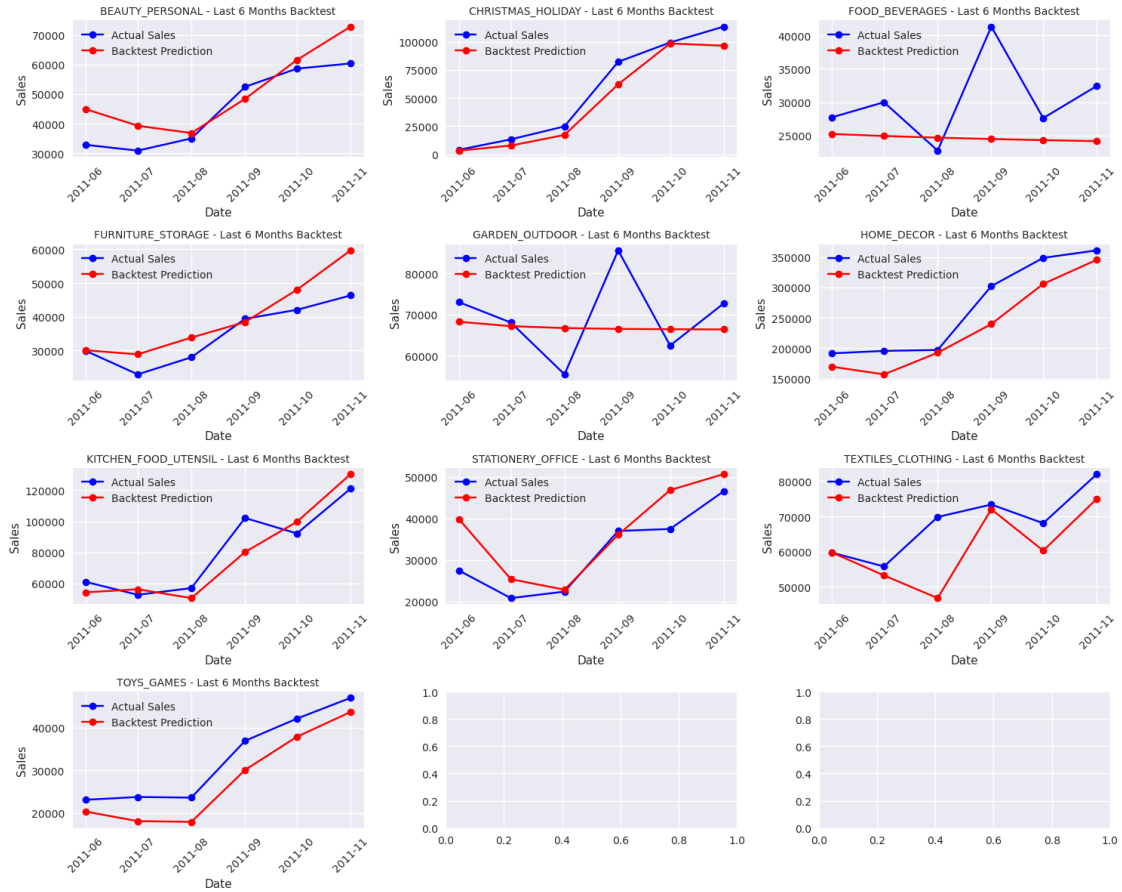 BEAUTY_PERSONAL - Last 6 Months Backtest
Actual Sales
Backtest Prediction
70000
60000
50000
40000
30000
Sales
2011-06
2011-07
2011-08
2011-09
2011-10
2011-11
Date
CHRISTMAS_HOLIDAY - Last 6 Months Backtest
Actual Sales
Backtest Prediction
100000
75000
50000
25000
0
Sales
2011-06
2011-07
2011-08
2011-09
2011-10
2011-11
Date
FOOD_BEVERAGES - Last 6 Months Backtest
Actual Sales
Backtest Prediction
40000
35000
30000
25000
Sales
2011-06
2011-07
2011-08
2011-09
2011-10
2011-11
Date
FURNITURE_STORAGE - Last 6 Months Backtest
Actual Sales
Backtest Prediction
60000
50000
40000
30000
Sales
2011-06
2011-07
2011-08
2011-09
2011-10
2011-11
Date
GARDEN_OUTDOOR - Last 6 Months Backtest
Actual Sales
Backtest Prediction
80000
70000
60000
Sales
2011-06
2011-07
2011-08
2011-09
2011-10
2011-11
Date
HOME_DECOR - Last 6 Months Backtest
Actual Sales
Backtest Prediction
350000
300000
250000
200000
150000
Sales
2011-06
2011-07
2011-08
2011-09
2011-10
2011-11
Date
KITCHEN_FOOD_UTENSIL - Last 6 Months Backtest
Actual Sales
Backtest Prediction
120000
100000
80000
60000
Sales
2011-06
2011-07
2011-08
2011-09
2011-10
2011-11
Date
STATIONERY_OFFICE - Last 6 Months Backtest
Actual Sales
Backtest Prediction
50000
40000
30000
20000
Sales
2011-06
2011-07
2011-08
2011-09
2011-10
2011-11
Date
TEXTILES_CLOTHING - Last 6 Months Backtest
Actual Sales
Backtest Prediction
80000
70000
60000
50000
Sales
2011-06
2011-07
2011-08
2011-09
2011-10
2011-11
Date
TOYS_GAMES - Last 6 Months Backtest
Actual Sales
Backtest Prediction
40000
30000
20000
Sales
2011-06
2011-07
2011-08
2011-09
2011-10
2011-11
Date
1.0
0.8
0.6
0.4
0.2
0.0
0.0 0.2 0.4 0.6 0.8 1.0
1.0
0.8
0.6
0.4
0.2
0.0
0.0 0.2 0.4 0.6 0.8 1.0